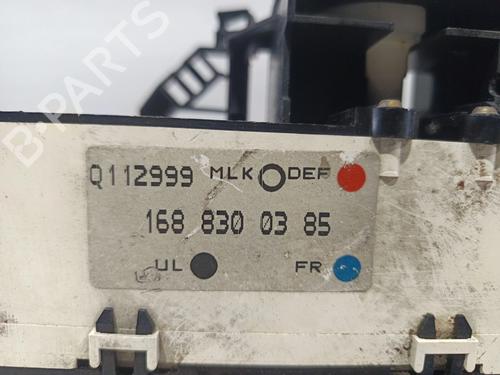 B-PARTS
Q112999 MLK DEF
168 830 03 85
UL FR